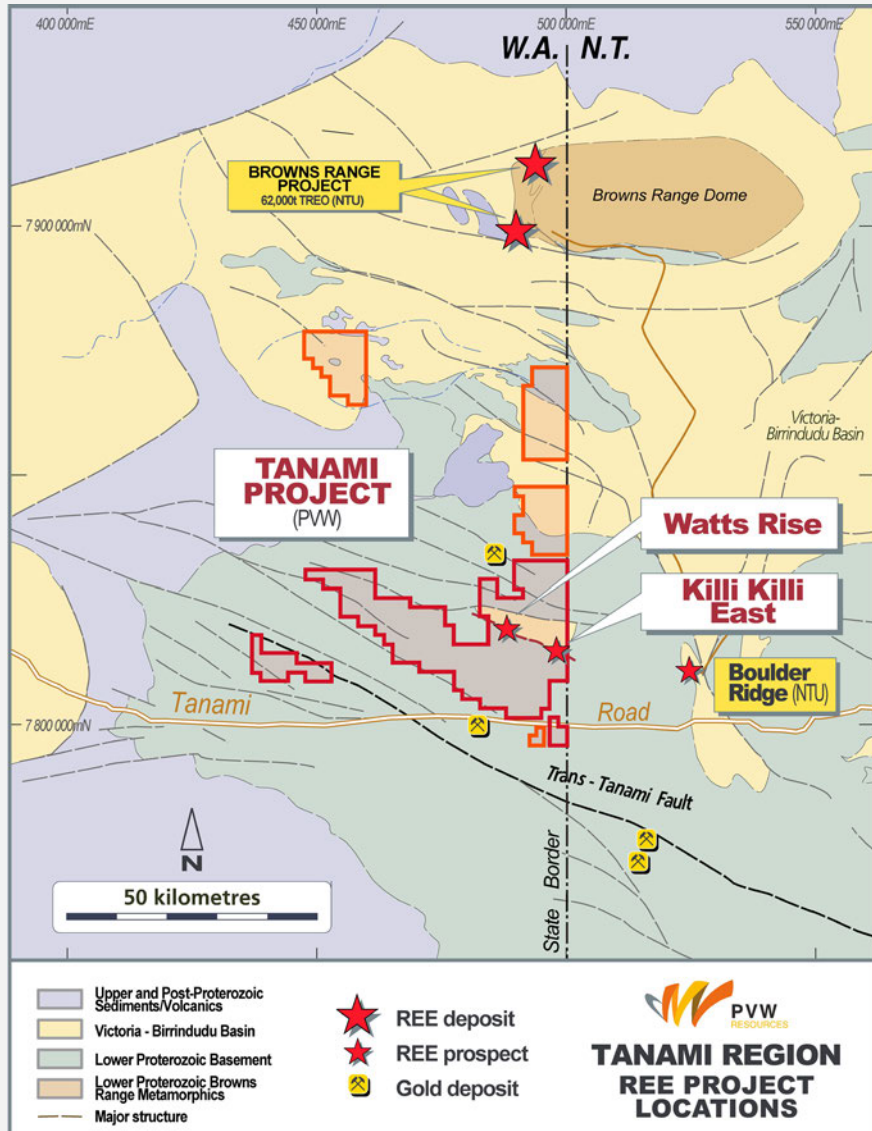 400 000mE
450 000mE
500 000mE
550 000mE
W.A. N.T.
BROWNS RANGE
PROJECT
62,000t TREO (NTU)
Browns Range Dome
7 900 000mN
Victoria-
Birrindudu Basin
TANAMI
PROJECT
(PVW)
Watts Rise
Killi Killi
East
Boulder
Ridge (NTU)
Tanami Road
7 800 000mN
Trans - Tanami Fault
N
50 kilometres
State Border
Upper and Post-Proterozoic
Sediments/Volcanics
Victoria - Birrindudu Basin
Lower Proterozoic Basement
Lower Proterozoic Browns
Range Metamorphics
Major structure
REE deposit
REE prospect
Gold deposit
PVW
RESOURCES
TANAMI REGION
REE PROJECT
LOCATIONS